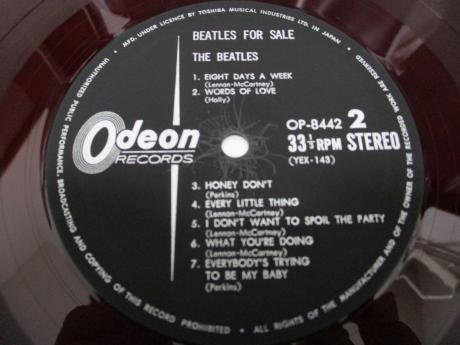 • MFD. UNDER LICENCE BY TOSHIBA MUSICAL INDUSTRIES LTD. IN JAPAN •
UNAUTHORIZED PUBLIC PERFORMANCE, BROADCASTING AND COPYING OF THIS RECORD PROHIBITED • ALL RIGHTS OF THE MANUFACTURER AND OF THE OWNER OF THE RECORDED WORK ARE RESERVED
BEATLES FOR SALE
THE BEATLES
1. EIGHT DAYS A WEEK
(Lennon-McCartney)
2. WORDS OF LOVE
(Holly)
Odeon
RECORDS
OP-8442 2
33⅓RPM STEREO
(YEX-143)
3. HONEY DON'T
(Perkins)
4. EVERY LITTLE THING
(Lennon-McCartney)
5. I DON'T WANT TO SPOIL THE PARTY
(Lennon-McCartney)
6. WHAT YOU'RE DOING
(Lennon-McCartney)
7. EVERYBODY'S TRYING
TO BE MY BABY
(Perkins)